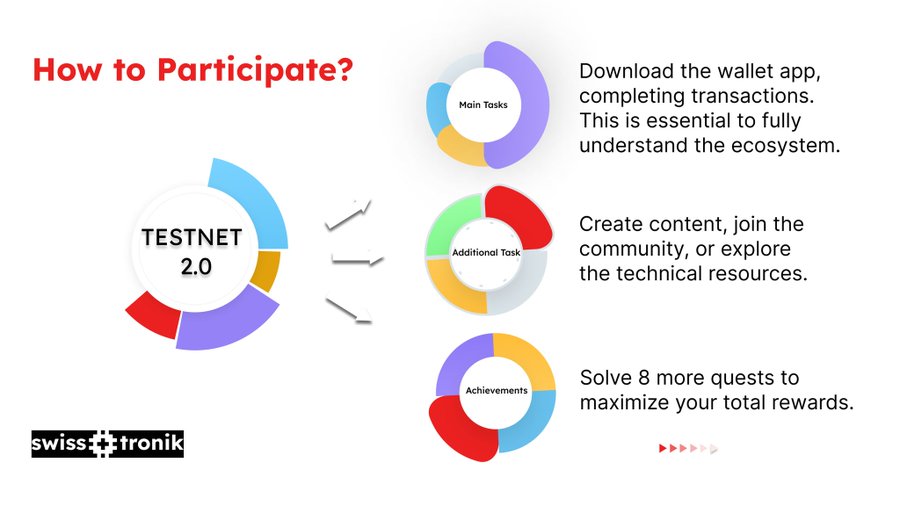 How to Participate?
TESTNET
2.0
Main Tasks
Download the wallet app,
completing transactions.
This is essential to fully
understand the ecosystem.
Additional Task
Create content, join the
community, or explore
the technical resources.
Achievements
Solve 8 more quests to
maximize your total rewards.
swisstronik